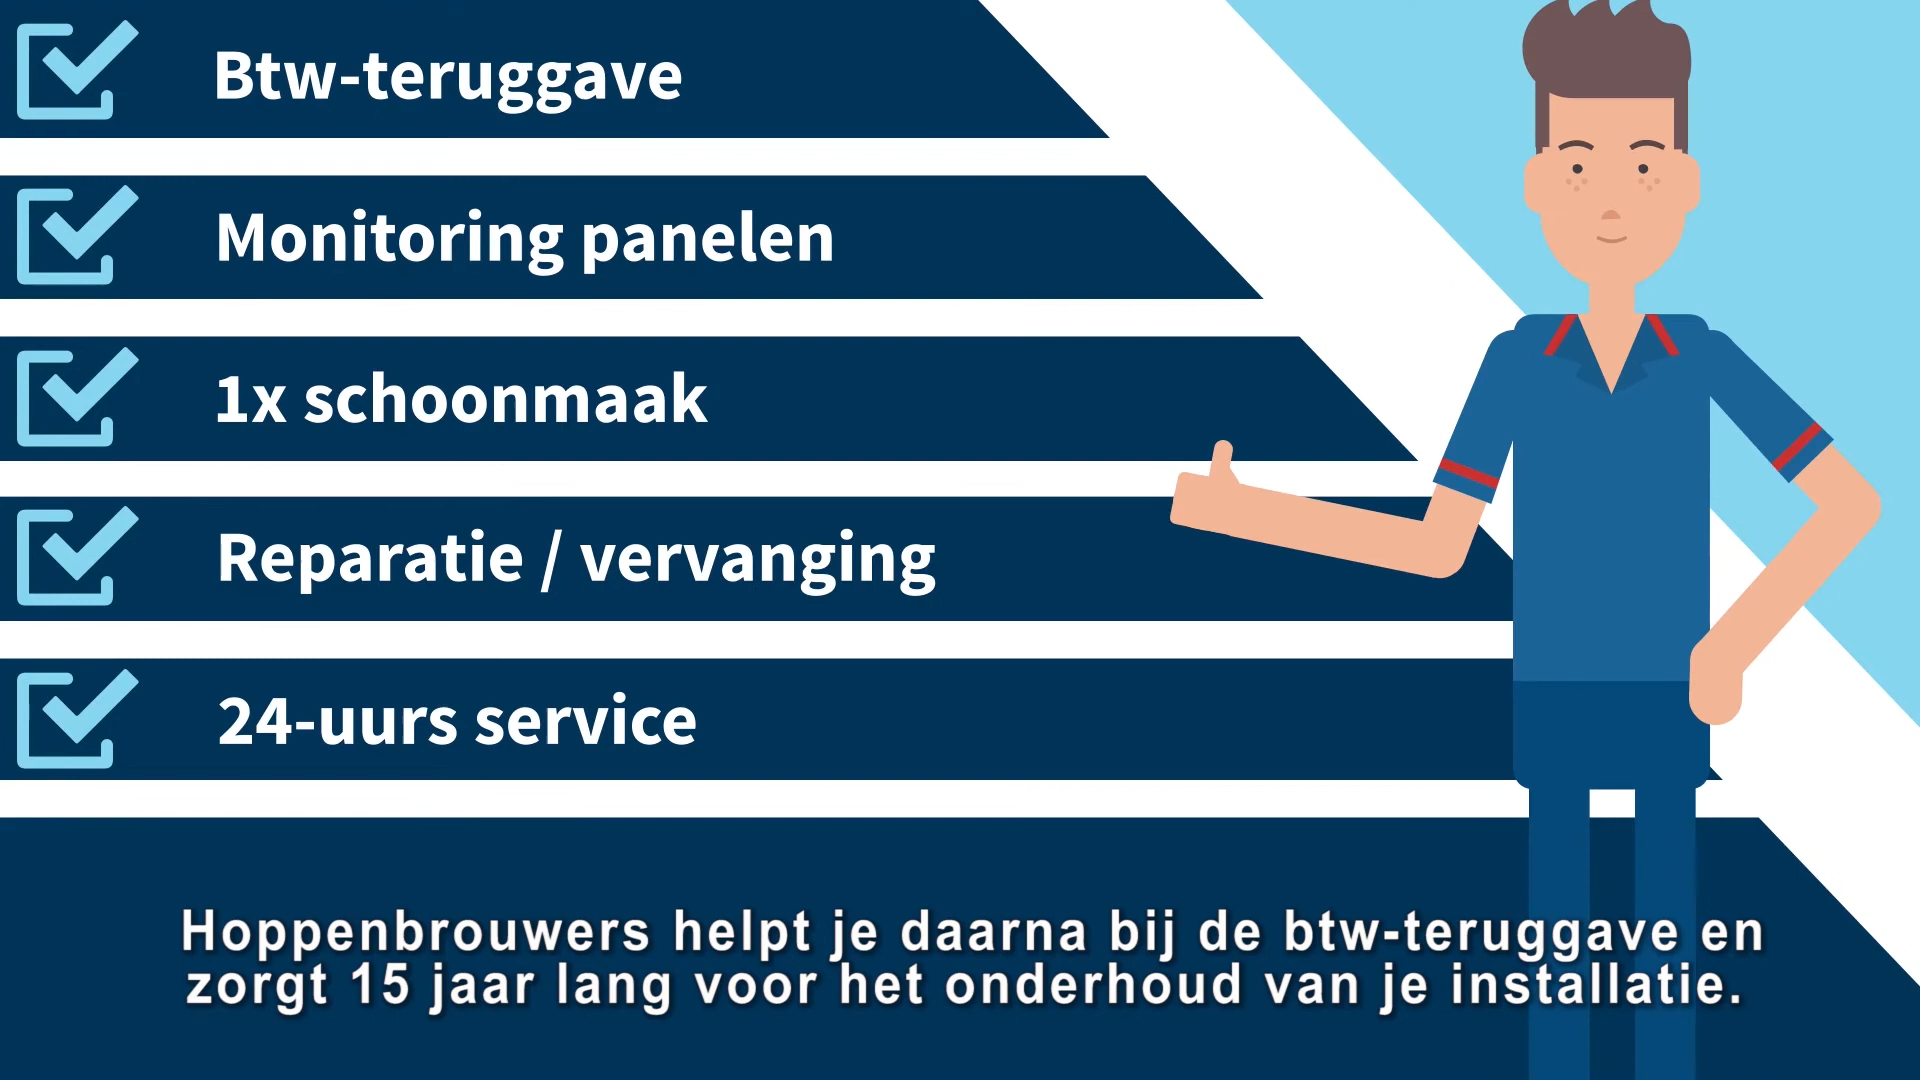 Btw-teruggave
Monitoring panelen
1x schoonmaak
Reparatie / vervanging
24-uurs service
Hoppenbrouwers helpt je daarna bij de btw-teruggave en
zorgt 15 jaar lang voor het onderhoud van je installatie.